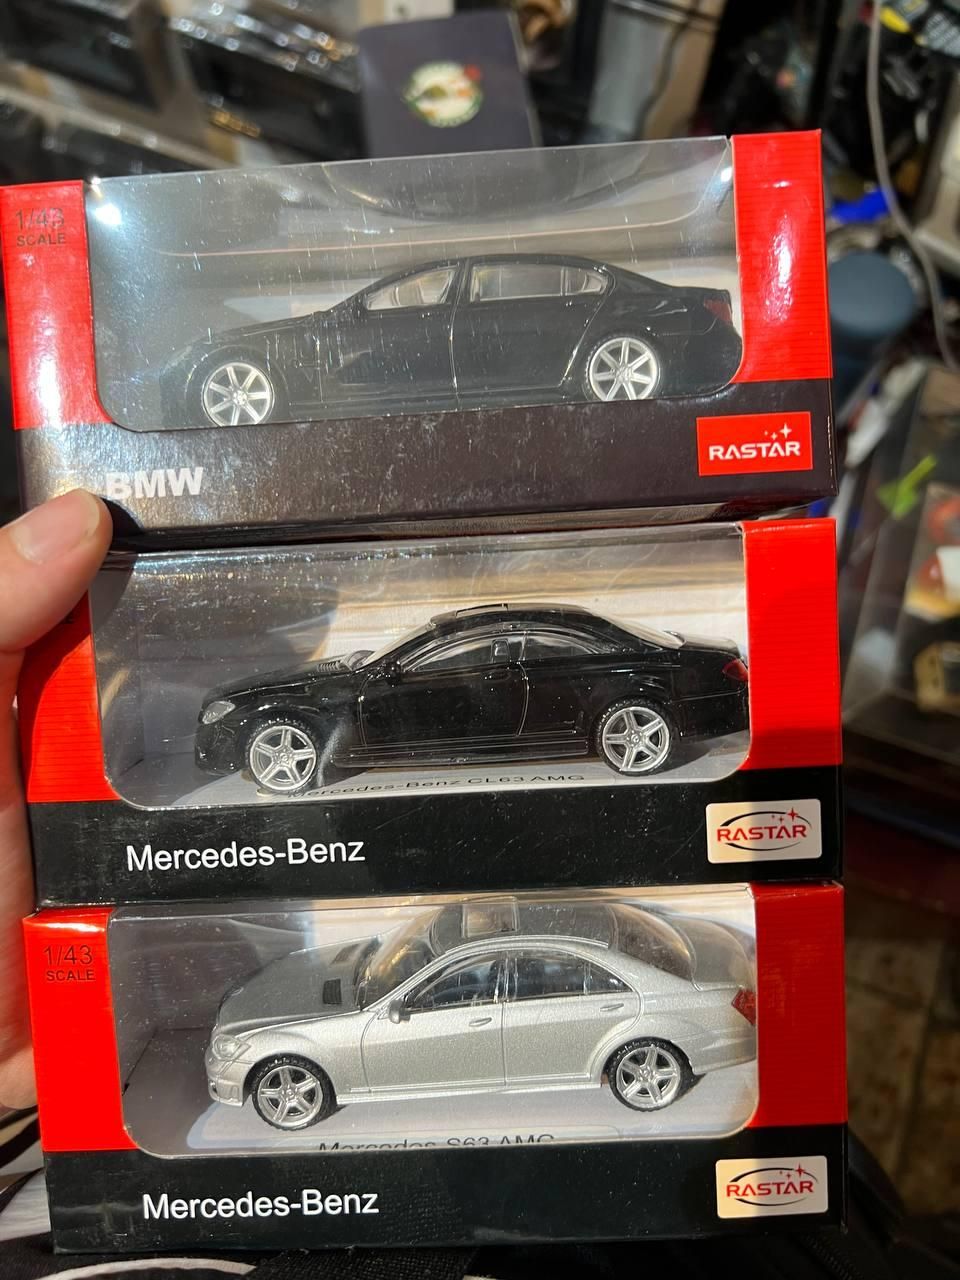 1/43
SCALE
RASTAR
BMW
Mercedes-Benz CL63 AMG
Mercedes-Benz
RASTAR
1/43
SCALE
Mercedes S63 AMG
Mercedes-Benz
RASTAR